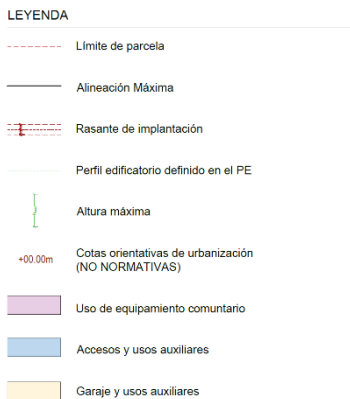 LEYENDA
Límite de parcela
Alineación Máxima
Rasante de implantación
Perfil edificatorio definido en el PE
Altura máxima
+00.00m
Cotas orientativas de urbanización
(NO NORMATIVAS)
Uso de equipamiento comuntario
Accesos y usos auxiliares
Garaje y usos auxiliares